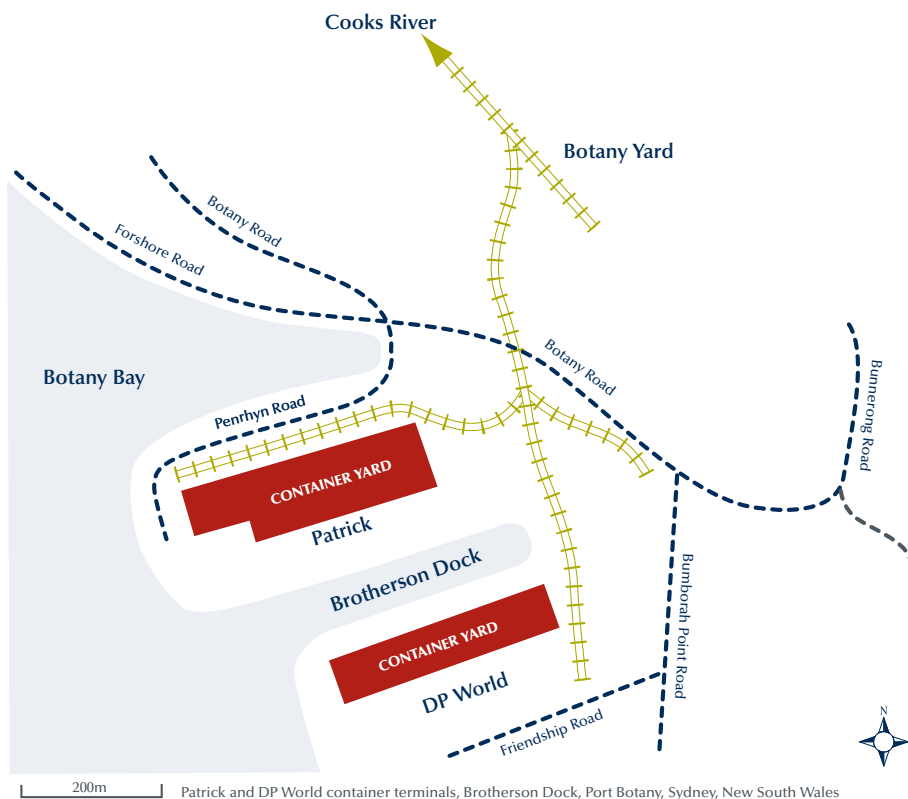 Cooks River
Botany Yard
Botany Road
Forshore Road
Botany Road
Botany Bay
Bunnerong Road
Penrhyn Road
CONTAINER YARD
Patrick
Brotherson Dock
Bumborah Point Road
CONTAINER YARD
DP World
Friendship Road
N
200m
Patrick and DP World container terminals, Brotherson Dock, Port Botany, Sydney, New South Wales